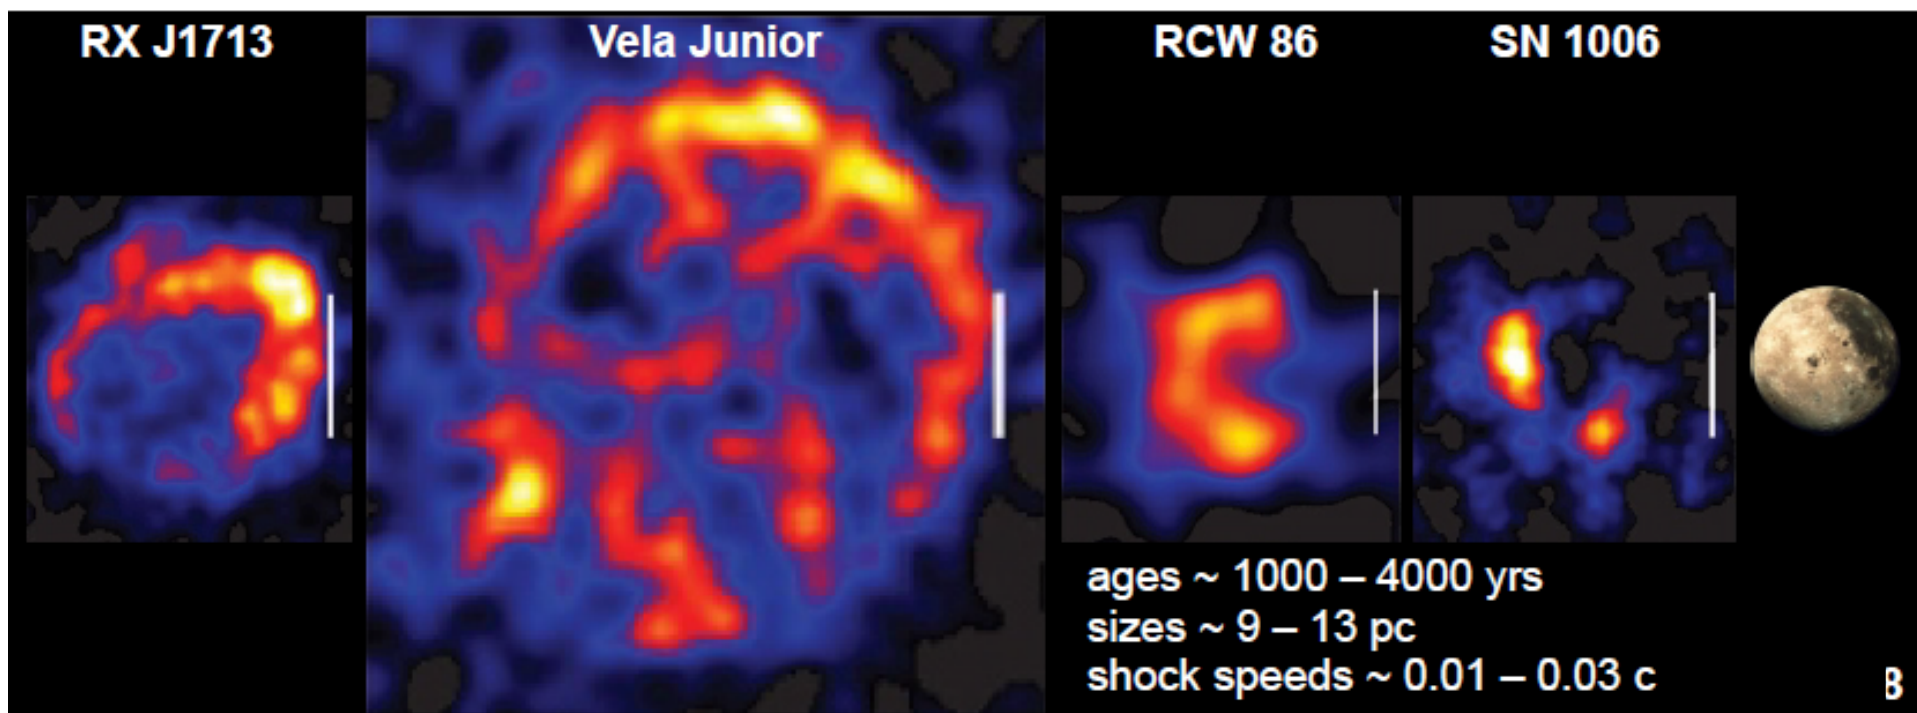 RX J1713
Vela Junior
RCW 86
SN 1006
ages ~ 1000 – 4000 yrs
sizes ~ 9 – 13 pc
shock speeds ~ 0.01 – 0.03 c
8